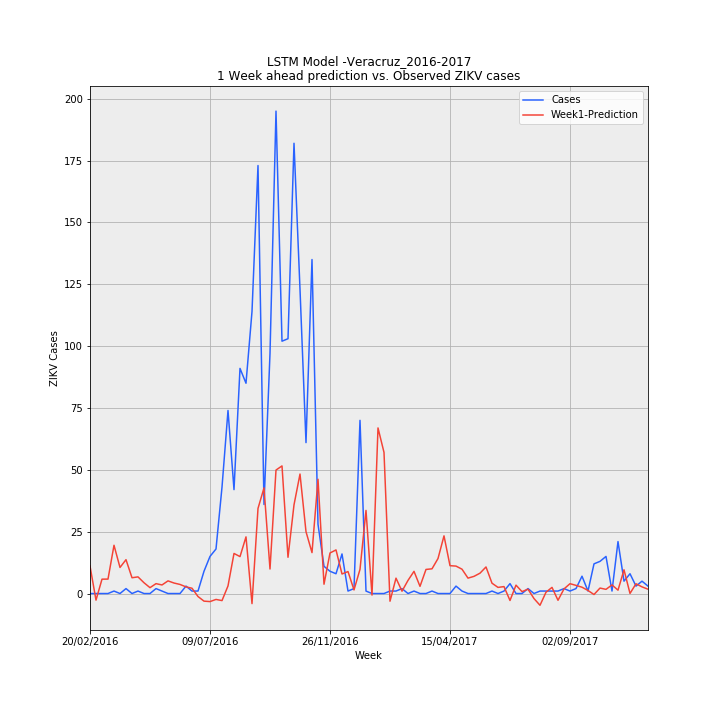 LSTM Model -Veracruz_2016-2017
1 Week ahead prediction vs. Observed ZIKV cases
Cases
Week1-Prediction
200
175
150
125
100
75
50
25
0
ZIKV Cases
20/02/2016
09/07/2016
26/11/2016
15/04/2017
02/09/2017
Week